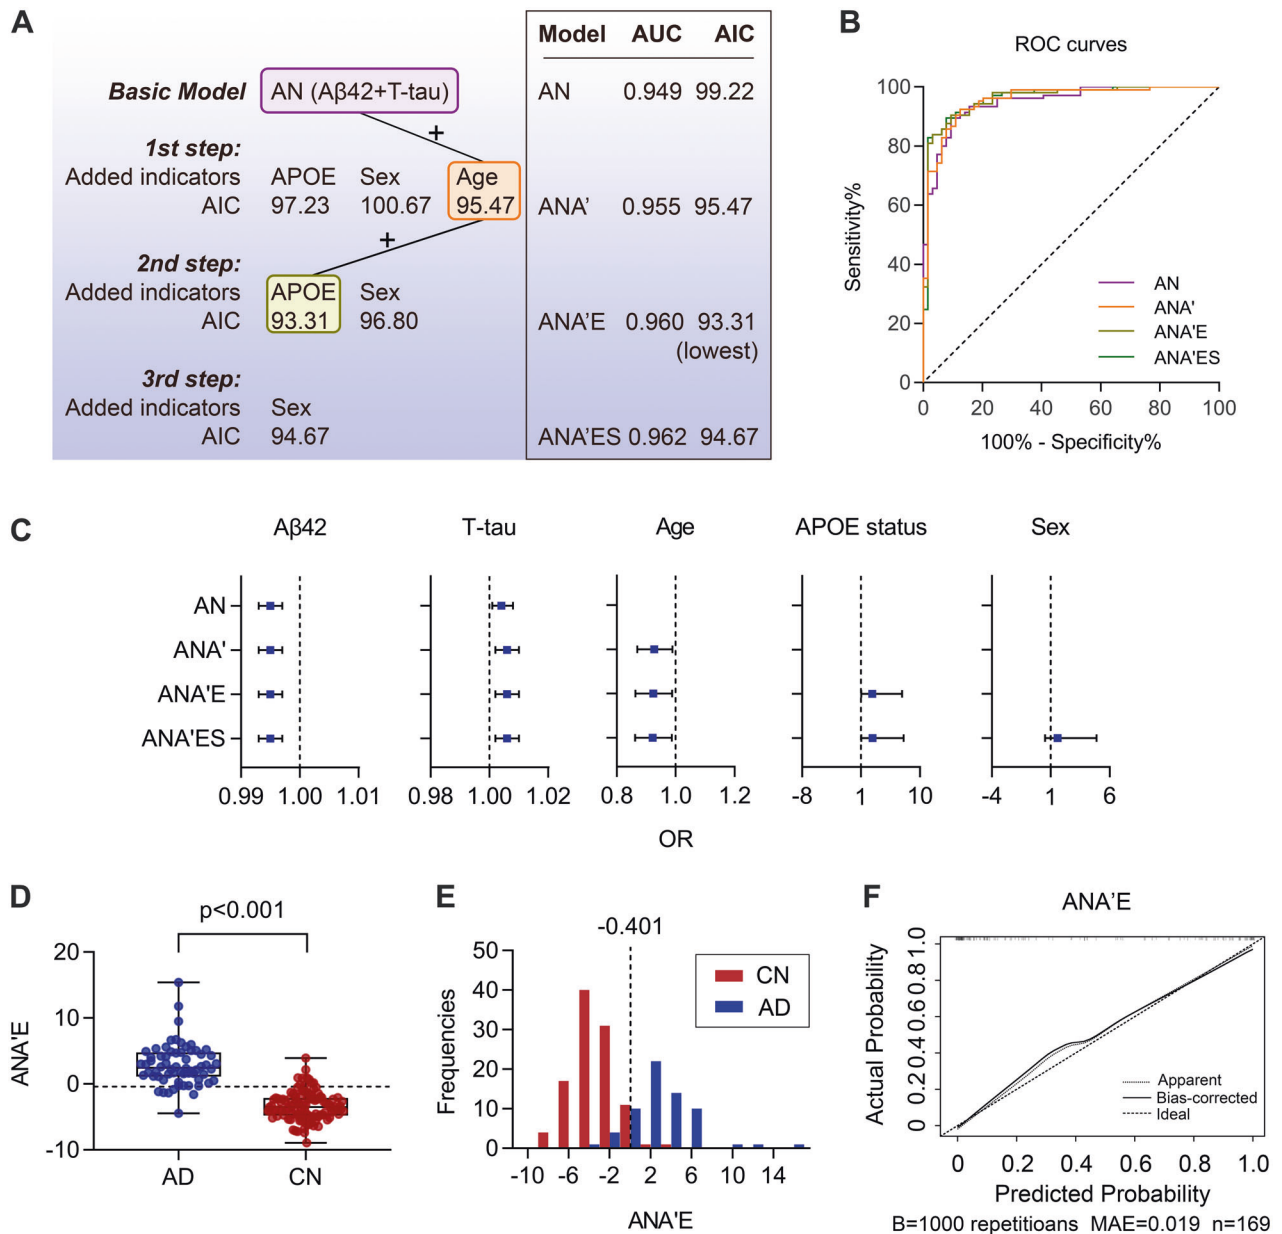 A
Model AUC AIC
Basic Model AN (Aβ42+T-tau) AN 0.949 99.22
+
1st step:
Added indicators APOE Sex Age
AIC 97.23 100.67 95.47 ANA' 0.955 95.47
+
2nd step:
Added indicators APOE Sex
AIC 93.31 96.80 ANA'E 0.960 93.31
(lowest)
3rd step:
Added indicators Sex
AIC 94.67 ANA'ES 0.962 94.67
B
ROC curves
Sensitivity%
100
80
60
40
20
0
AN
ANA'
ANA'E
ANA'ES
0 20 40 60 80 100
100% - Specificity%
C
Aβ42 T-tau Age APOE status Sex
AN
ANA'
ANA'E
ANA'ES
0.99 1.00 1.01 0.98 1.00 1.02 0.8 1.0 1.2 -8 1 10 -4 1 6
OR
D
p<0.001
ANA'E
20
10
0
-10
AD CN
E
-0.401
Frequencies
50
40
30
20
10
0
CN
AD
-10 -6 -2 2 6 10 14
ANA'E
F
ANA'E
Actual Probability
1.0
0.8
0.6
0.4
0.2
0
Apparent
Bias-corrected
Ideal
0 0.2 0.4 0.6 0.8 1.0
Predicted Probability
B=1000 repetitioans MAE=0.019 n=169